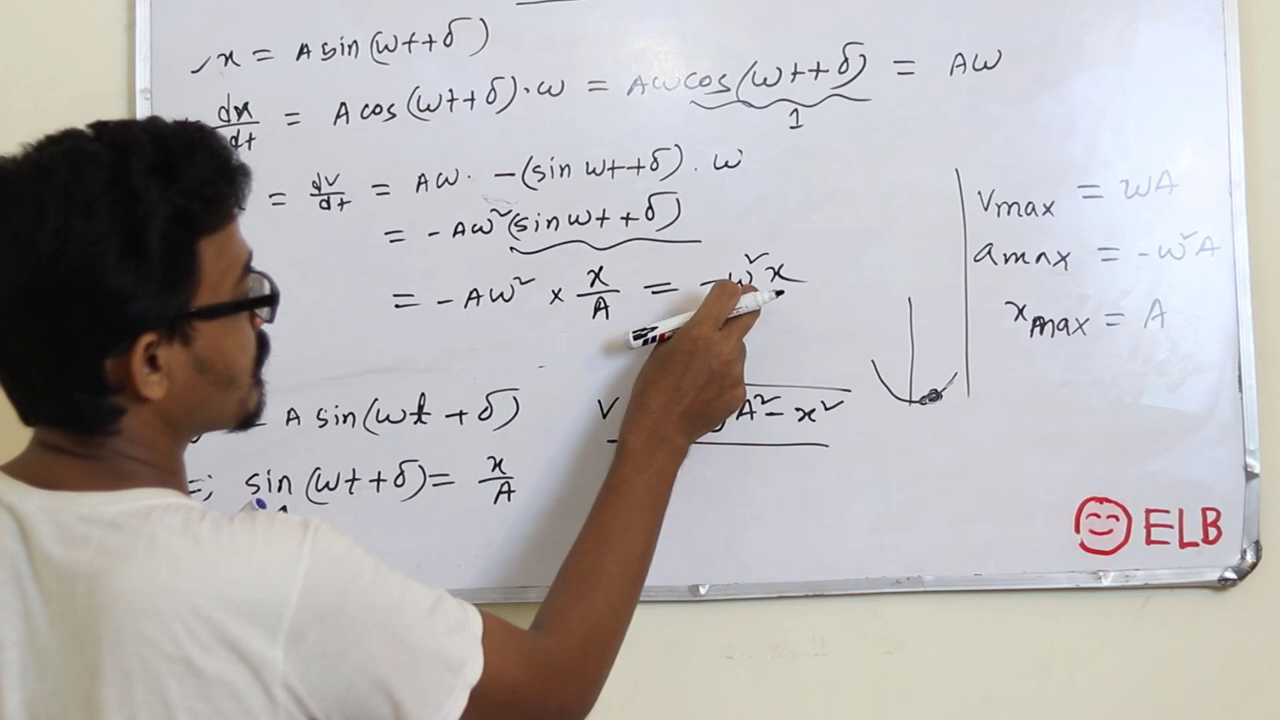 x = A sin(ωt+δ)
dx/dt = A cos(ωt+δ)·ω = Aω cos(ωt+δ) = Aω
1
= dv/dt = Aω· -(sin ωt+δ)·ω
= -Aω²(sin ωt+δ)
= -Aω² × x/A = -ω²x
A sin(ωt+δ)
=> sin(ωt+δ) = x/A
v A²-x²
vmax = ωA
amax = -ω²A
xmax = A
ELB